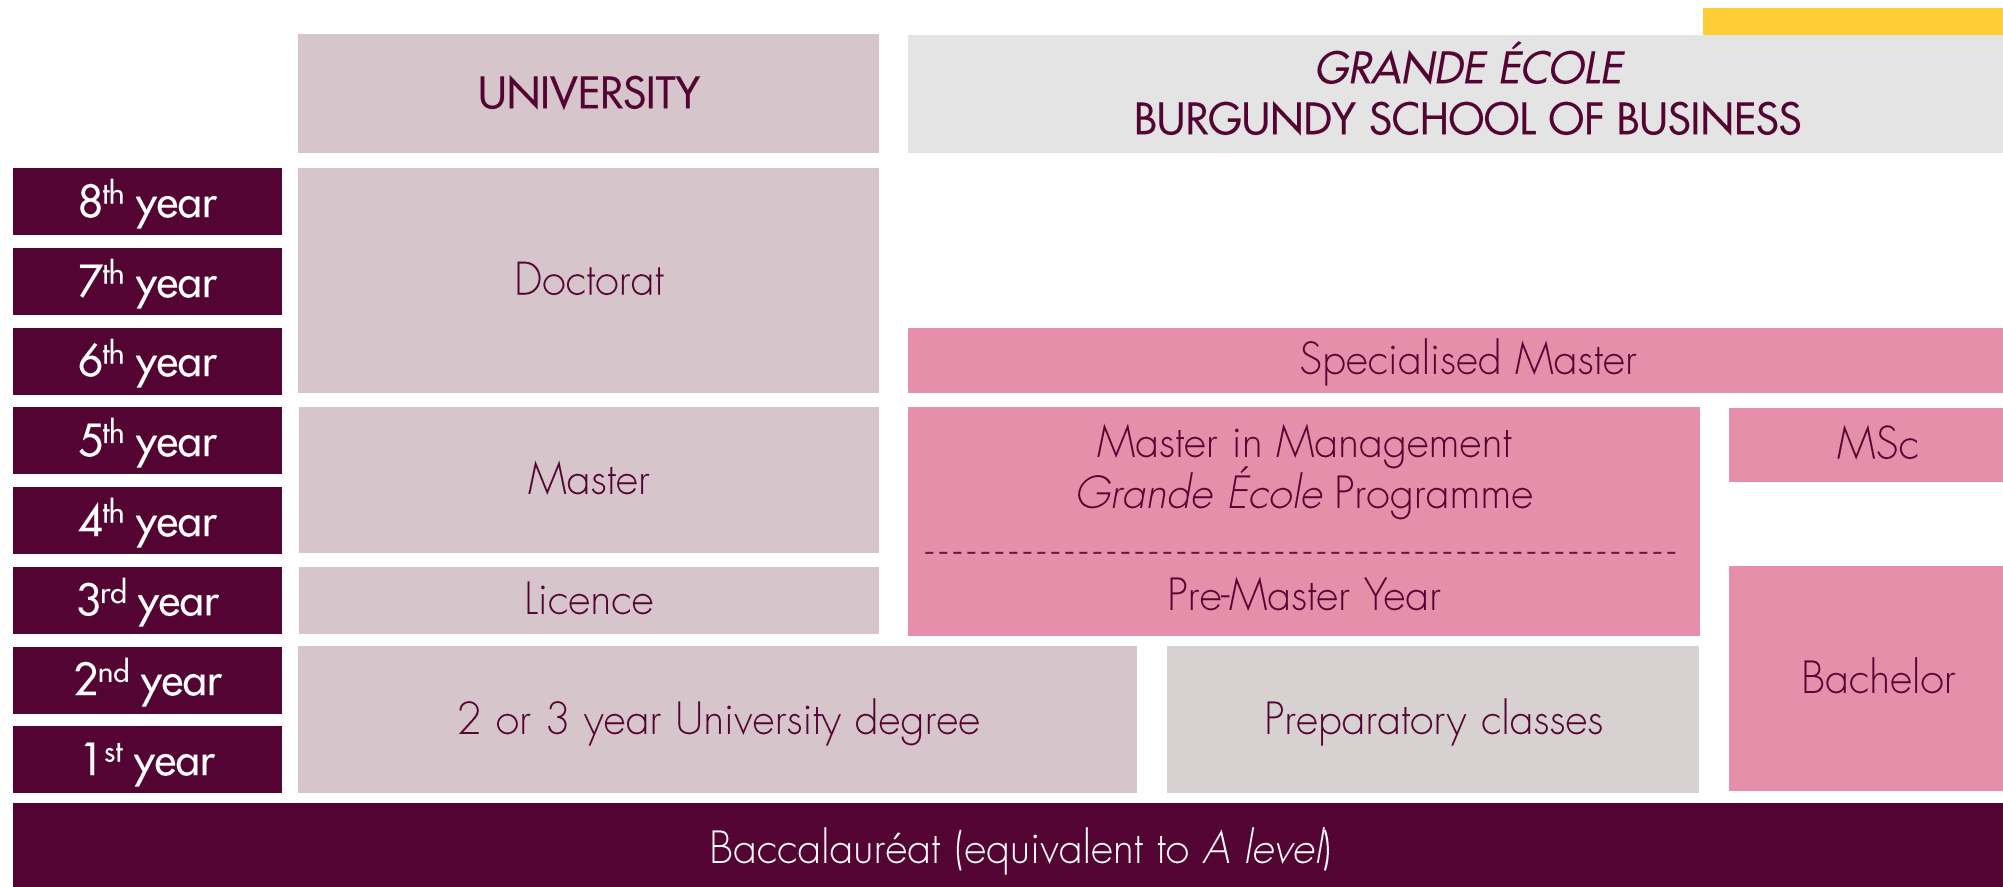 UNIVERSITY
GRANDE ÉCOLE
BURGUNDY SCHOOL OF BUSINESS
8th year
7th year
6th year
5th year
4th year
3rd year
2nd year
1st year
Doctorat
Master
Licence
2 or 3 year University degree
Specialised Master
Master in Management
Grande École Programme
Pre-Master Year
Preparatory classes
MSc
Bachelor
Baccalauréat (equivalent to A level)